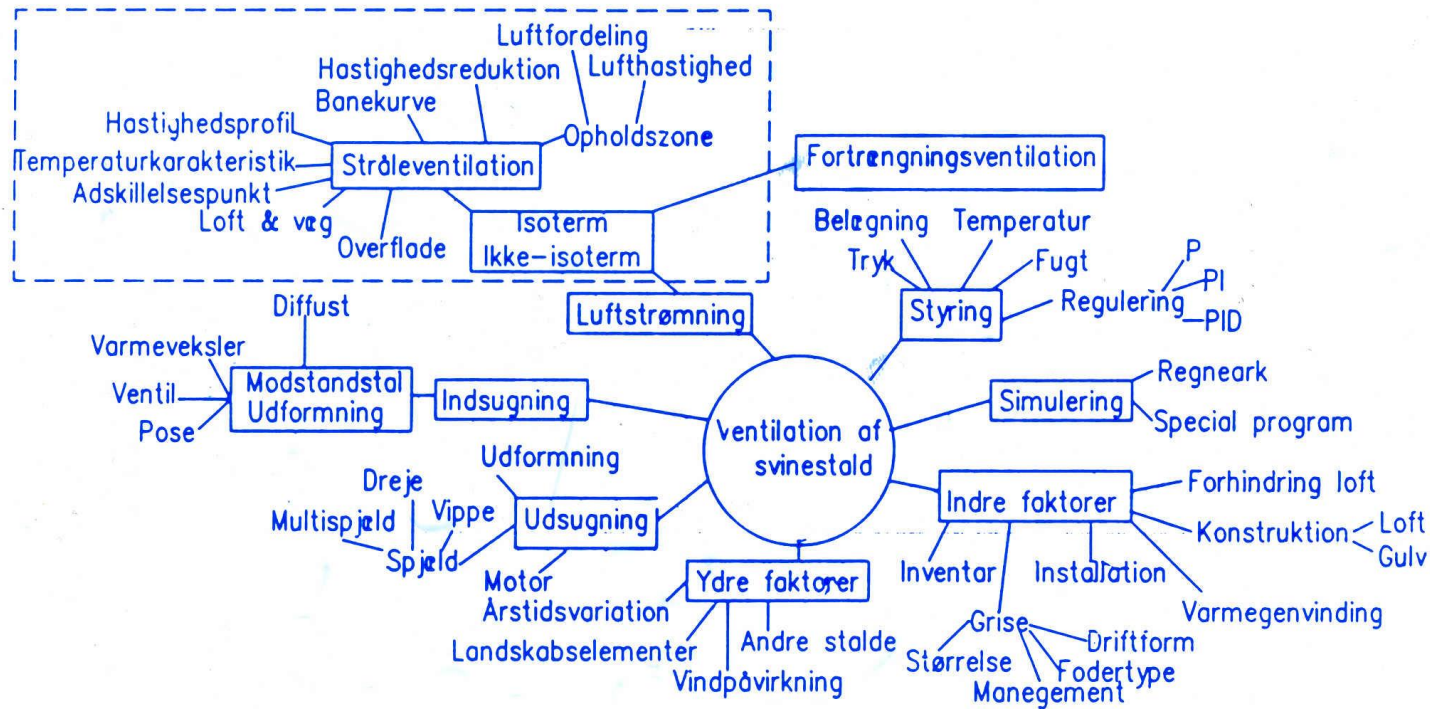 Luftfordeling
Hastighedsreduktion
Lufthastighed
Banekurve
Hastighedsprofil
Opholdszone
Temperaturkarakteristik
Stråleventilation
Adskillelsespunkt
Loft & væg
Overflade
Isoterm
Ikke-isoterm
Fortrængningsventilation
Luftstrømning
Belægning
Temperatur
Tryk
Fugt
Styring
Regulering
P
PI
PID
Diffust
Varmeveksler
Ventil
Pose
Modstandstal
Udformning
Indsugning
Ventilation af
svinestald
Simulering
Regneark
Special program
Udformning
Dreje
Multispjæld
Vippe
Spjæld
Udsugning
Motor
Indre faktorer
Forhindring loft
Konstruktion
Loft
Gulv
Inventar
Installation
Varmegenvinding
Grise
Størrelse
Driftform
Fodertype
Manegement
Ydre faktorer
Årstidsvariation
Landskabselementer
Andre stalde
Vindpåvirkning